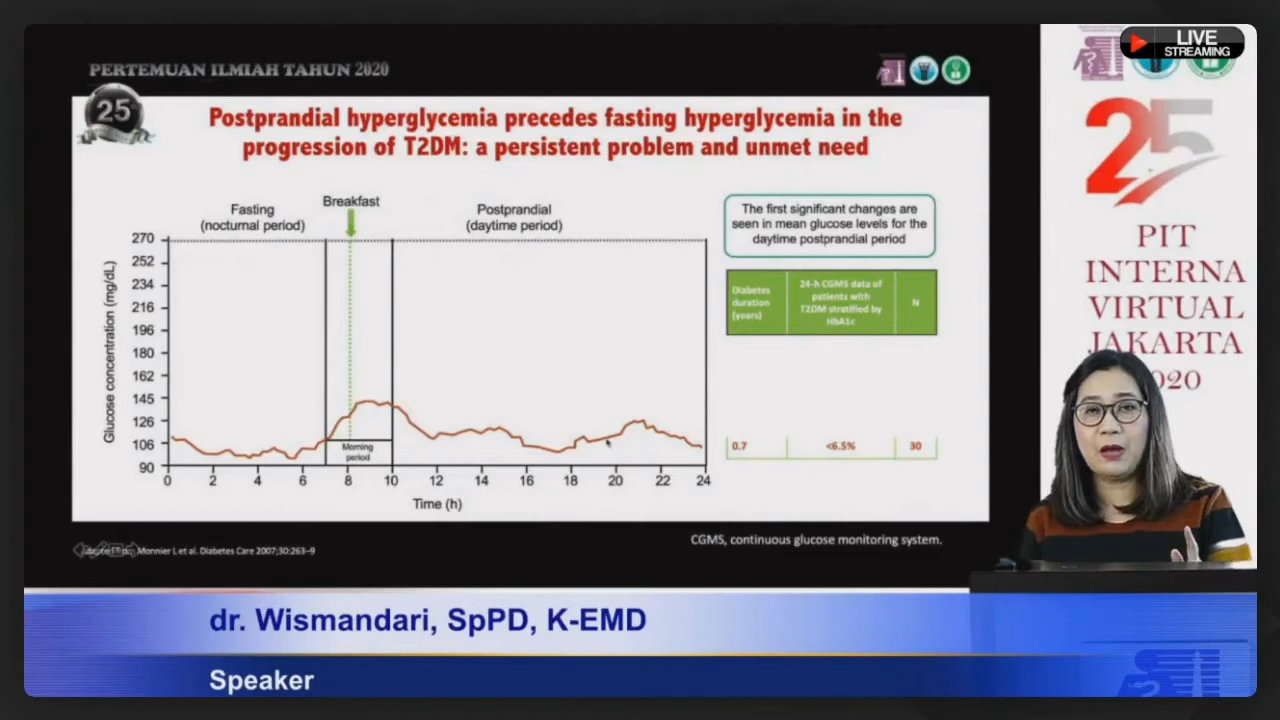 LIVE
STREAMING
PERTEMUAN ILMIAH TAHUN 2020
25
Postprandial hyperglycemia precedes fasting hyperglycemia in the
progression of T2DM: a persistent problem and unmet need
Fasting
(nocturnal period)
Breakfast
Postprandial
(daytime period)
Glucose concentration (mg/dL)
270
252
234
216
196
180
162
145
126
106
90
Morning
period
0
2
4
6
8
10
12
14
16
18
20
22
24
Time (h)
The first significant changes are
seen in mean glucose levels for the
daytime postprandial period
Diabetes
duration
(years)
24-h CGMS data of
patients with
T2DM stratified by
HbA1c
N
0.7
<6.5%
30
Monnier L et al. Diabetes Care 2007;30:263–9
CGMS, continuous glucose monitoring system.
25
PIT
INTERNA
VIRTUAL
JAKARTA
2020
dr. Wismandari, SpPD, K-EMD
Speaker